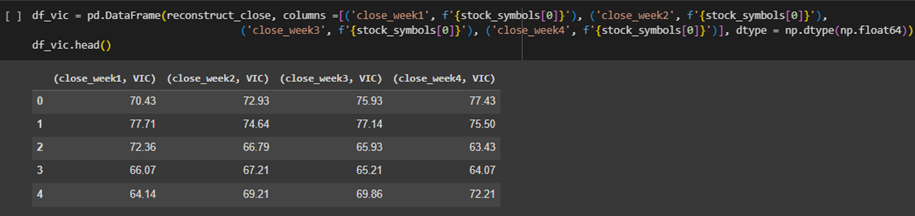 [ ] df_vic = pd.DataFrame(reconstruct_close, columns =[('close_week1', f'{stock_symbols[0]}'), ('close_week2', f'{stock_symbols[0]}'),
('close_week3', f'{stock_symbols[0]}'), ('close_week4', f'{stock_symbols[0]}')], dtype = np.dtype(np.float64))
df_vic.head()
(close_week1, VIC) (close_week2, VIC) (close_week3, VIC) (close_week4, VIC)
0 70.43 72.93 75.93 77.43
1 77.71 74.64 77.14 75.50
2 72.36 66.79 65.93 63.43
3 66.07 67.21 65.21 64.07
4 64.14 69.21 69.86 72.21